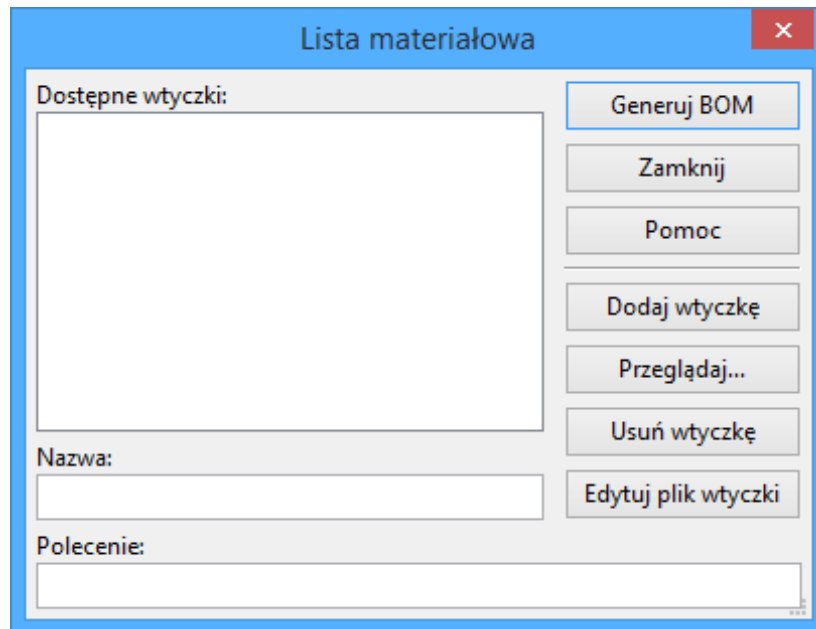 Lista materiałowa
Dostępne wtyczki:
Generuj BOM
Zamknij
Pomoc
Dodaj wtyczkę
Przeglądaj...
Usuń wtyczkę
Edytuj plik wtyczki
Nazwa:
Polecenie: